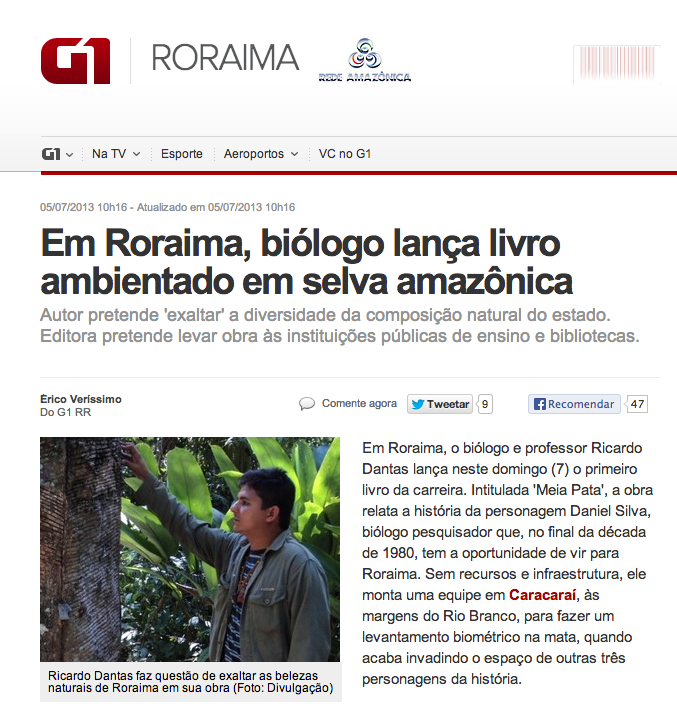 G1 RORAIMA REDE AMAZÔNICA
G1 Na TV Esporte Aeroportos VC no G1
05/07/2013 10h16 - Atualizado em 05/07/2013 10h16
Em Roraima, biólogo lança livro
ambientado em selva amazônica
Autor pretende 'exaltar' a diversidade da composição natural do estado.
Editora pretende levar obra às instituições públicas de ensino e bibliotecas.
Érico Veríssimo
Do G1 RR
Comente agora Tweetar 9 Recomendar 47
Em Roraima, o biólogo e professor Ricardo
Dantas lança neste domingo (7) o primeiro
livro da carreira. Intitulada 'Meia Pata', a obra
relata a história da personagem Daniel Silva,
biólogo pesquisador que, no final da década
de 1980, tem a oportunidade de vir para
Roraima. Sem recursos e infraestrutura, ele
monta uma equipe em Caracaraí, às
margens do Rio Branco, para fazer um
levantamento biométrico na mata, quando
acaba invadindo o espaço de outras três
personagens da história.
Ricardo Dantas faz questão de exaltar as belezas
naturais de Roraima em sua obra (Foto: Divulgação)